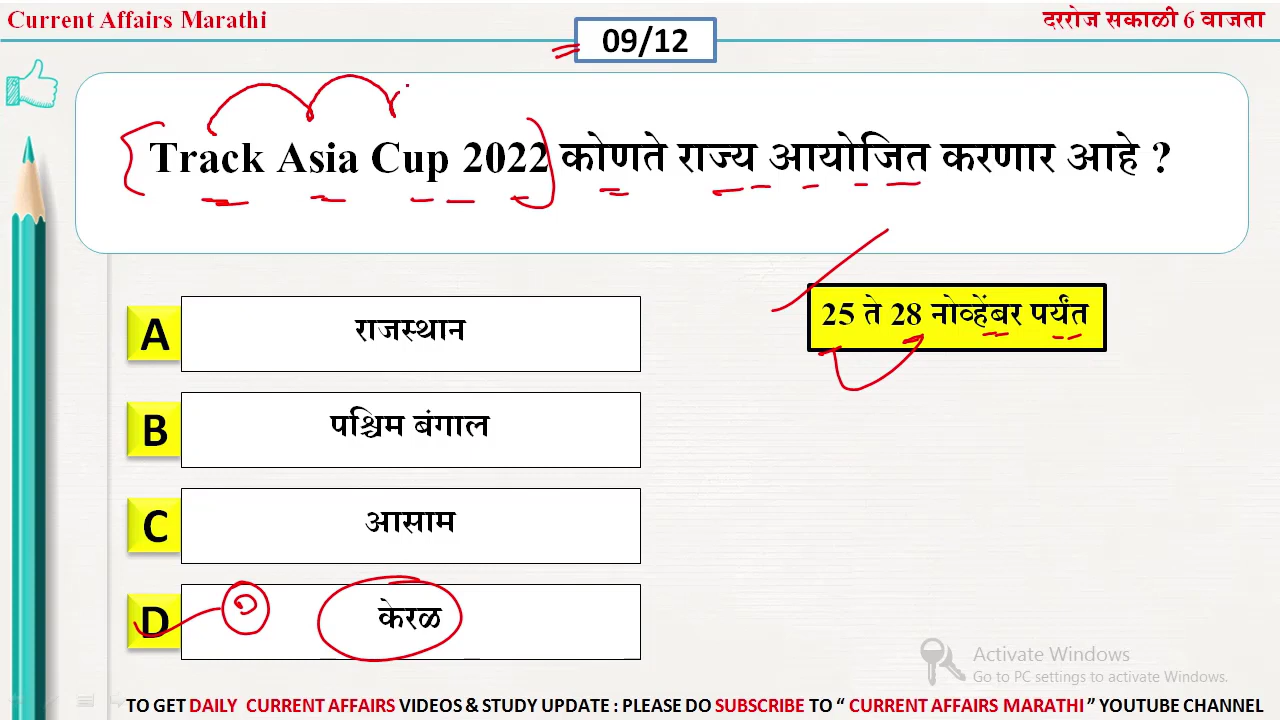 Current Affairs Marathi
दररोज सकाळी 6 वाजता
09/12
Track Asia Cup 2022 कोणते राज्य आयोजित करणार आहे ?
25 ते 28 नोव्हेंबर पर्यंत
A राजस्थान
B पश्चिम बंगाल
C आसाम
D केरळ
Activate Windows
Go to PC settings to activate Windows.
TO GET DAILY CURRENT AFFAIRS VIDEOS & STUDY UPDATE : PLEASE DO SUBSCRIBE TO “ CURRENT AFFAIRS MARATHI ” YOUTUBE CHANNEL